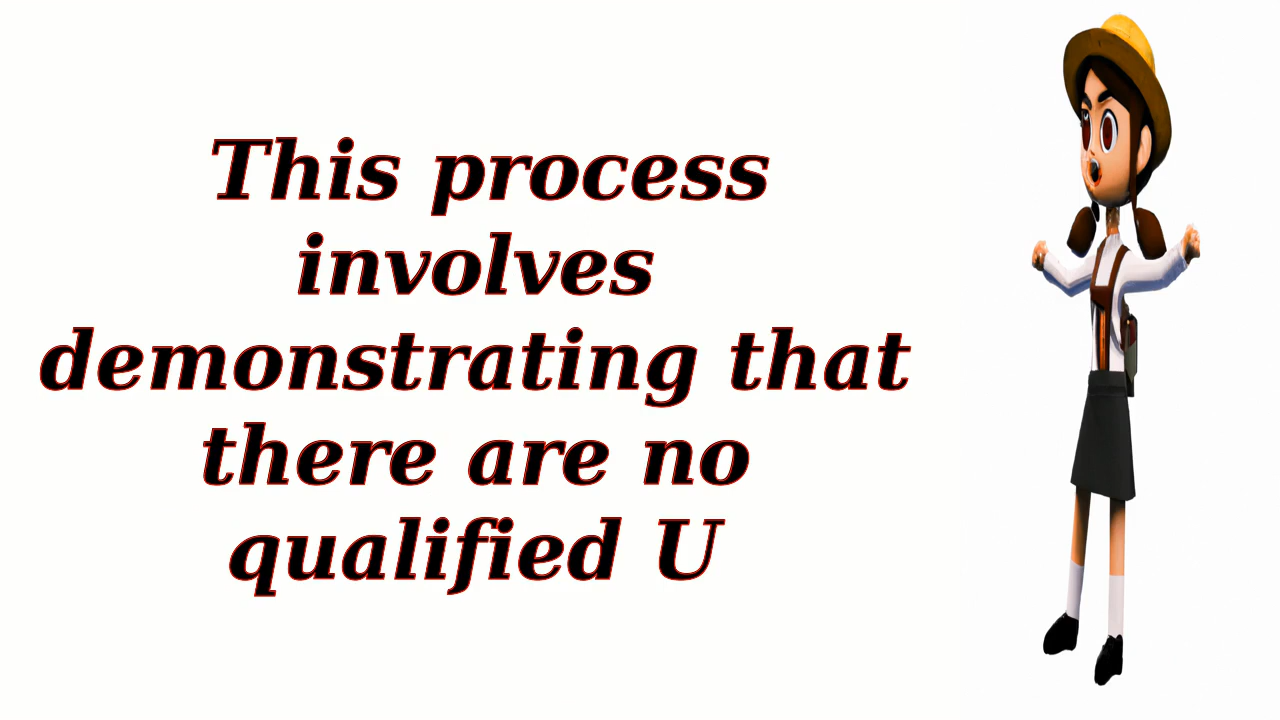 This process
involves
demonstrating that
there are no
qualified U